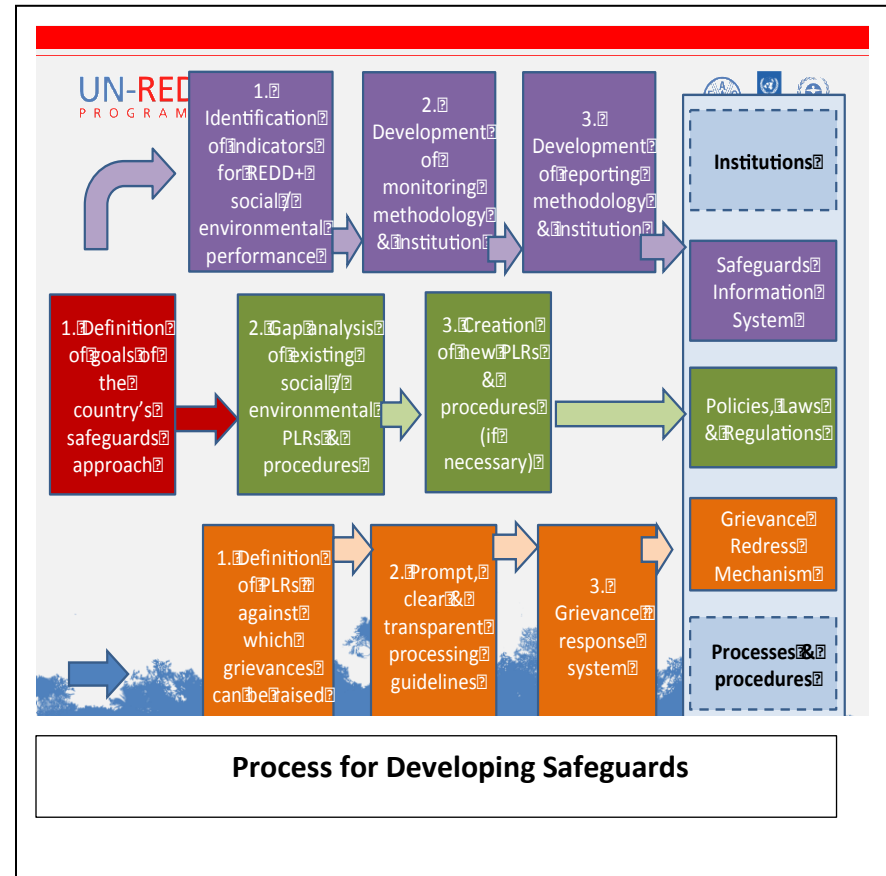 UN-RED
PROGRAM
1.
Identification
of indicators
for REDD+
social /
environmental
performance
2.
Development
of
monitoring
methodology
& institution
3.
Development
of reporting
methodology
& institution
Institutions
Safeguards
Information
System
1. Definition
of goals of
the
country's
safeguards
approach
2. Gap analysis
of existing
social /
environmental
PLRs &
procedures
3. Creation
of new PLRs
&
procedures
(if
necessary)
Policies, Laws
& Regulations
1. Definition
of PLRs
against
which
grievances
can be raised
2. Prompt,
clear &
transparent
processing
guidelines
3.
Grievance
response
system
Grievance
Redress
Mechanism
Processes &
procedures
Process for Developing Safeguards